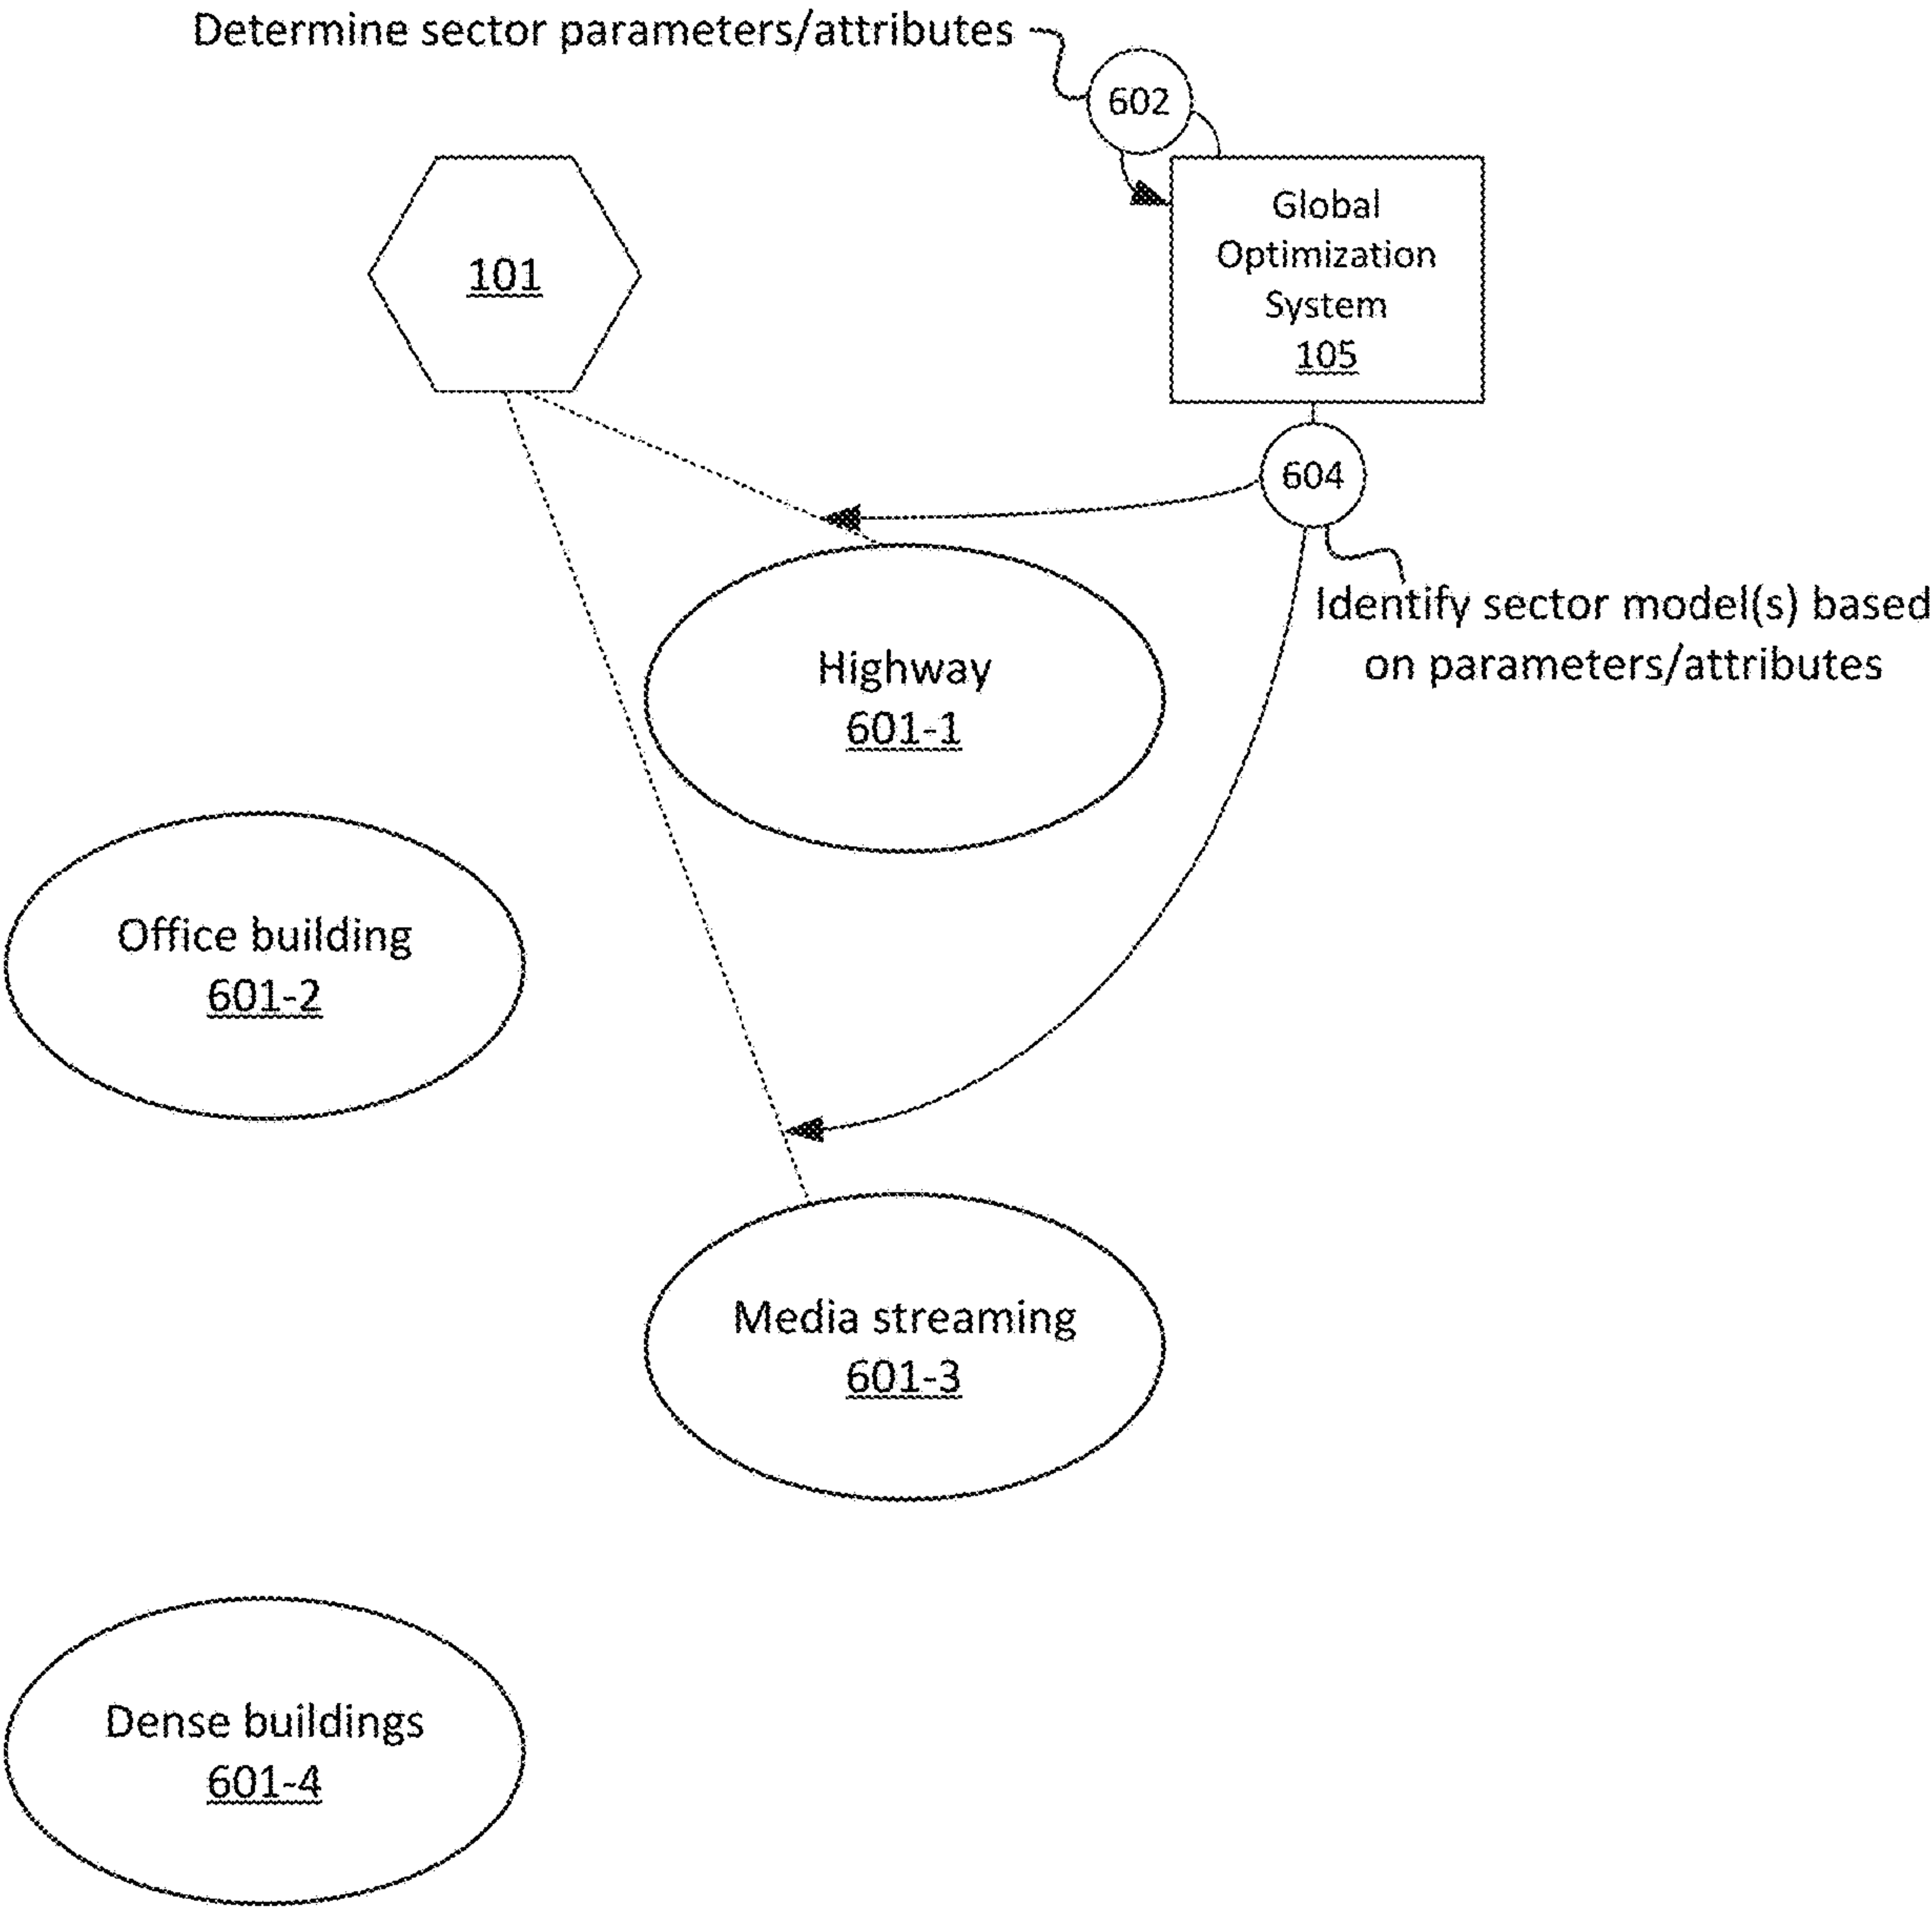 Determine sector parameters/attributes
602
101
Global
Optimization
System
105
604
Identify sector model(s) based
on parameters/attributes
Highway
601-1
Office building
601-2
Media streaming
601-3
Dense buildings
601-4